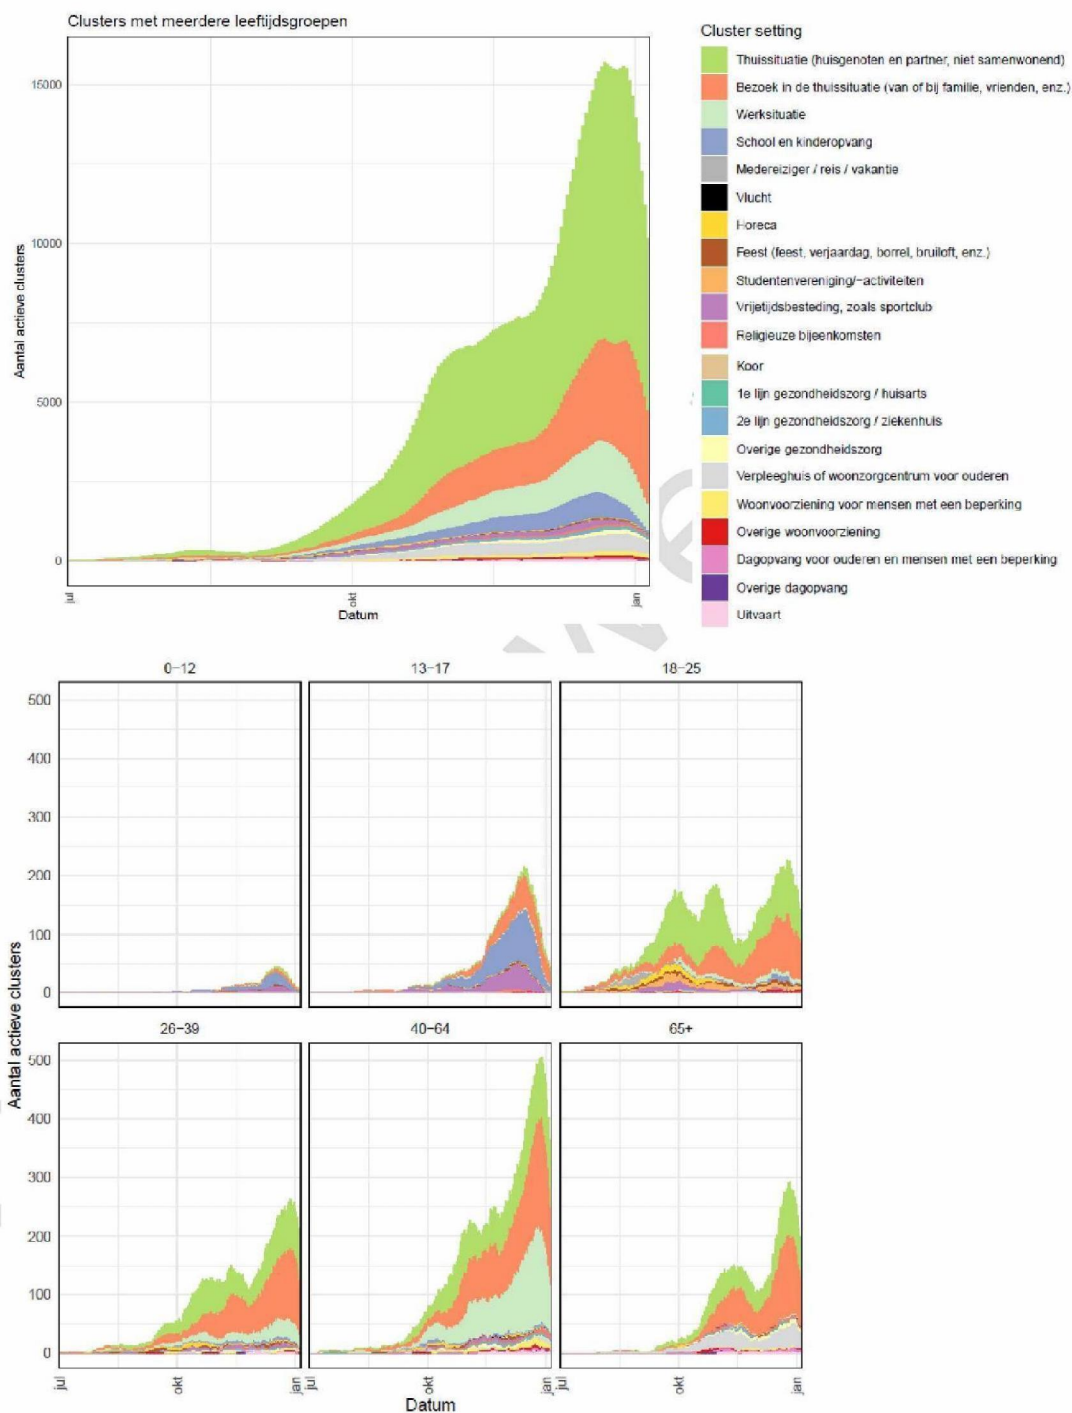 Clusters met meerdere leeftijdsgroepen
Aantal actieve clusters
15000
10000
5000
0
jul
okt
jan
Datum
Cluster setting
Thuissituatie (huisgenoten en partner, niet samenwonend)
Bezoek in de thuissituatie (van of bij familie, vrienden, enz.)
Werksituatie
School en kinderopvang
Medereiziger / reis / vakantie
Vlucht
Horeca
Feest (feest, verjaardag, borrel, bruiloft, enz.)
Studentenvereniging/-activiteiten
Vrijetijdsbesteding, zoals sportclub
Religieuze bijeenkomsten
Koor
1e lijn gezondheidszorg / huisarts
2e lijn gezondheidszorg / ziekenhuis
Overige gezondheidszorg
Verpleeghuis of woonzorgcentrum voor ouderen
Woonvoorziening voor mensen met een beperking
Overige woonvoorziening
Dagopvang voor ouderen en mensen met een beperking
Overige dagopvang
Uitvaart
Aantal actieve clusters
0-12
13-17
18-25
500
400
300
200
100
0
26-39
40-64
65+
500
400
300
200
100
0
jul
okt
jan
jul
okt
jan
jul
okt
jan
Datum